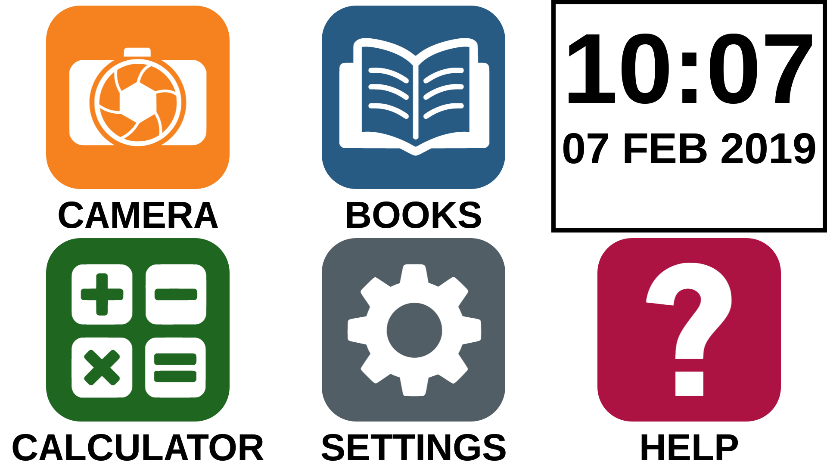 10:07
07 FEB 2019
CAMERA
BOOKS
CALCULATOR
SETTINGS
HELP